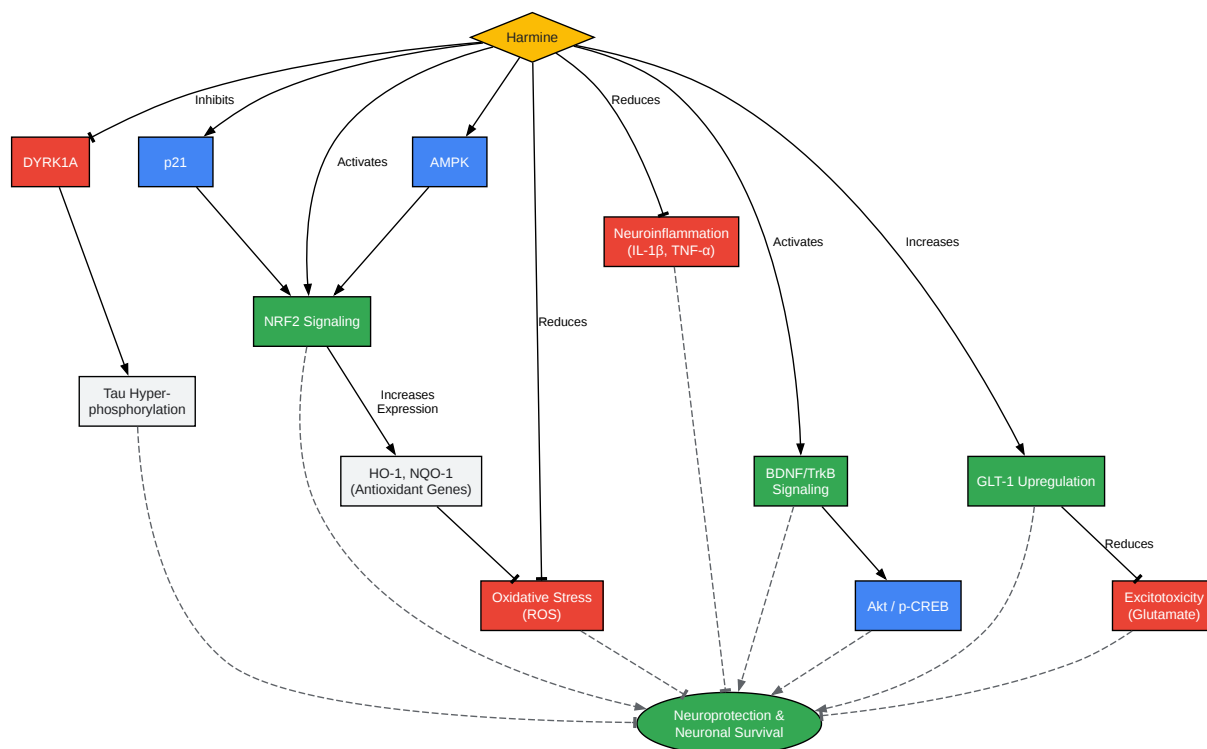 Harmine
Inhibits
Reduces
DYRK1A
p21
Activates
AMPK
Neuroinflammation
(IL-1β, TNF-α)
Activates
Increases
NRF2 Signaling
Reduces
Tau Hyper-
phosphorylation
Increases
Expression
HO-1, NQO-1
(Antioxidant Genes)
BDNF/TrkB
Signaling
GLT-1 Upregulation
Reduces
Oxidative Stress
(ROS)
Akt / p-CREB
Excitotoxicity
(Glutamate)
Neuroprotection &
Neuronal Survival